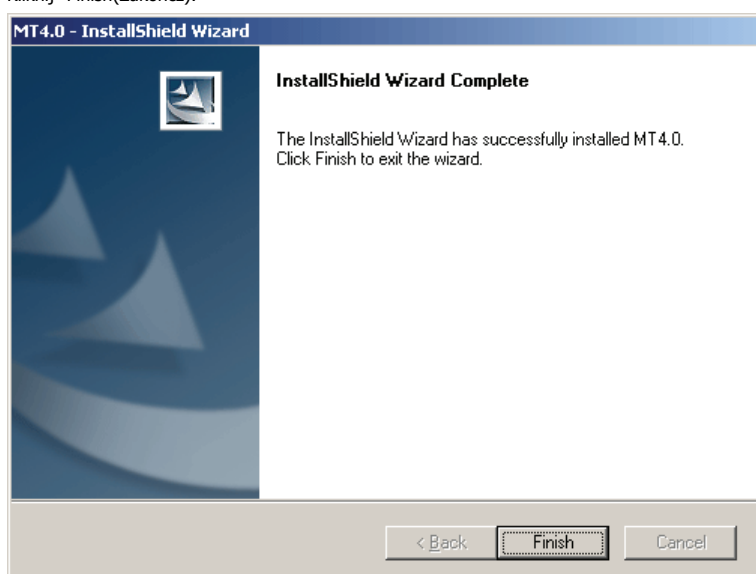 MT4.0 - InstallShield Wizard
InstallShield Wizard Complete
The InstallShield Wizard has successfully installed MT4.0.
Click Finish to exit the wizard.
< Back
Finish
Cancel